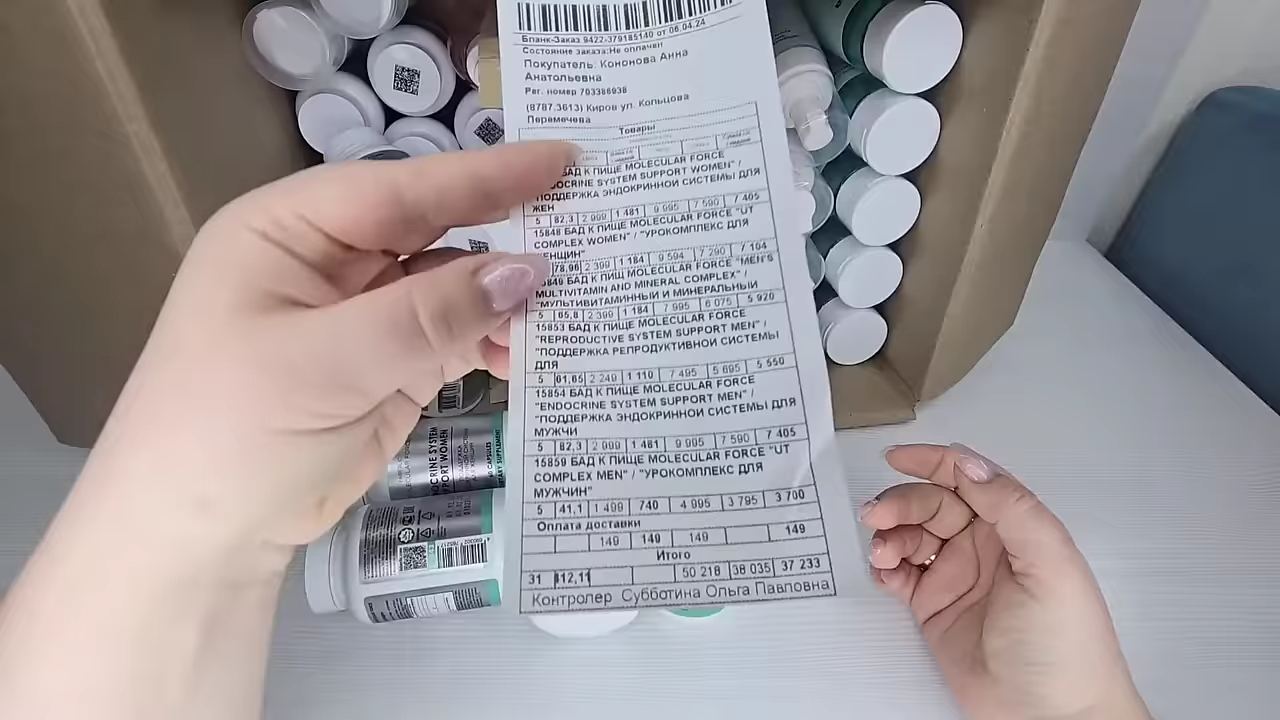 Бланк-Заказ 9422-379185140 от 06.04.24
Состояние заказа:Не оплачен
Покупатель. Кононова Анна
Анатольевна
Рег. номер 703386938
(8787.3613) Киров ул. Кольцова
Перемечева
Товары
БАД К ПИЩЕ MOLECULAR FORCE
SYSTEM SUPPORT WOMEN" /
"ПОДДЕРЖКА ЭНДОКРИННОЙ СИСТЕМЫ ДЛЯ
ЖЕН
5 82,3 2 999 1 481 9 995 7 590 7 405
15848 БАД К ПИЩЕ MOLECULAR FORCE "UT
COMPLEX WOMEN" / "УРОКОМПЛЕКС ДЛЯ
ЕНЩИН"
78,96 2 399 1 184 9 594 7 290 7 104
БАД К ПИЩ MOLECULAR FORCE "MEN'S
MULTIVITAMIN AND MINERAL COMPLEX" /
"МУЛЬТИВИТАМИННЫЙ И МИНЕРАЛЬНЫЙ
5 65,8 2 399 1 184 7 995 6 075 5 920
15853 БАД К ПИЩЕ MOLECULAR FORCE
"REPRODUCTIVE SYSTEM SUPPORT MEN" /
"ПОДДЕРЖКА РЕПРОДУКТИВНОЙ СИСТЕМЫ
ДЛЯ
5 61,65 2 249 1 110 7 495 5 695 5 550
15854 БАД К ПИЩЕ MOLECULAR FORCE
"ENDOCRINE SYSTEM SUPPORT MEN" /
"ПОДДЕРЖКА ЭНДОКРИННОЙ СИСТЕМЫ ДЛЯ
МУЖЧИ
5 82,3 2 999 1 481 9 995 7 590 7 405
15859 БАД К ПИЩЕ MOLECULAR FORCE "UT
COMPLEX MEN" / "УРОКОМПЛЕКС ДЛЯ
МУЖЧИН"
5 41,1 1 499 740 4 995 3 795 3 700
Оплата доставки
149 149 149 149
Итого
31 412,11 50 218 38 035 37 233
Контролер Субботина Ольга Павловна
SYSTEM
WOMEN